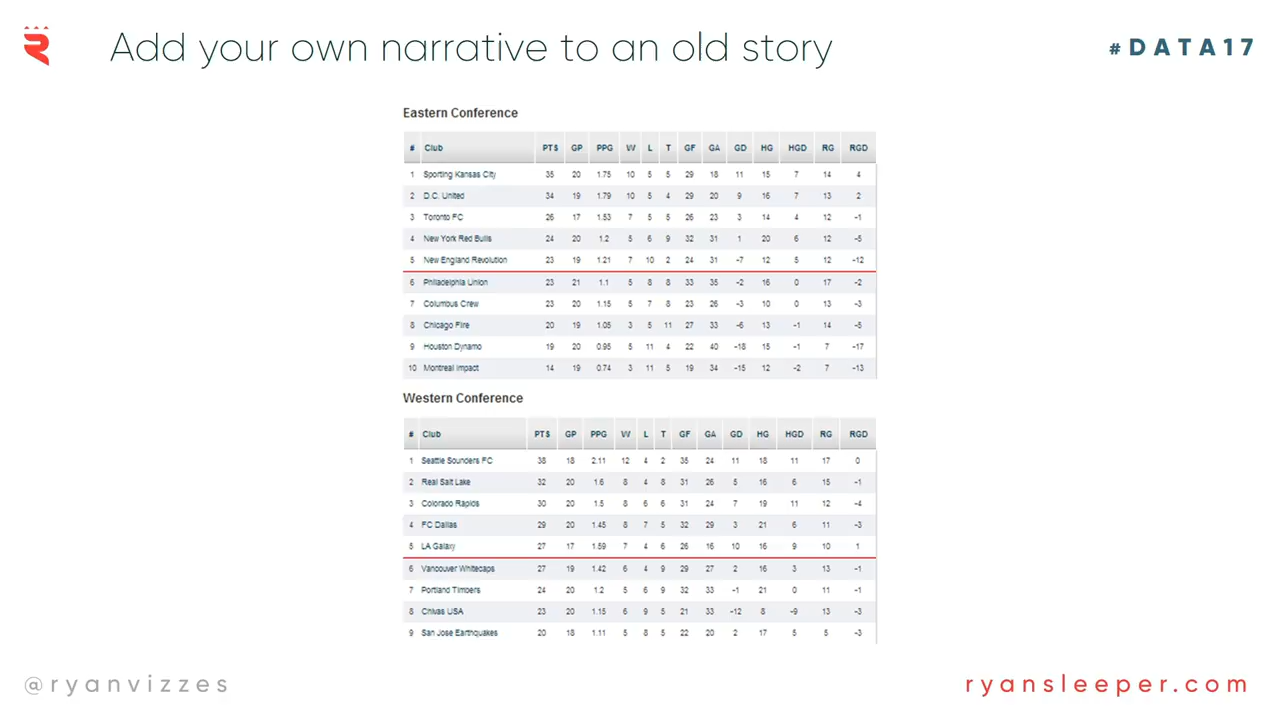 Add your own narrative to an old story
#DATA17
Eastern Conference
# Club PTS GP PPG W L T GF GA GD HG HGD RG RGD
1 Sporting Kansas City 35 20 1.75 10 5 5 29 18 11 15 7 14 4
2 D.C. United 34 19 1.79 10 5 4 29 20 9 16 7 13 2
3 Toronto FC 26 17 1.53 7 5 5 26 23 3 14 4 12 -1
4 New York Red Bulls 24 20 1.2 5 6 9 32 31 1 20 6 12 -5
5 New England Revolution 23 19 1.21 7 10 2 24 31 -7 12 5 12 -12
6 Philadelphia Union 23 21 1.1 5 8 8 33 35 -2 16 0 17 -2
7 Columbus Crew 23 20 1.15 5 7 8 23 26 -3 10 0 13 -3
8 Chicago Fire 20 19 1.05 3 5 11 27 33 -6 13 -1 14 -5
9 Houston Dynamo 19 20 0.95 5 11 4 22 40 -18 15 -1 7 -17
10 Montreal Impact 14 19 0.74 3 11 5 19 34 -15 12 -2 7 -13
Western Conference
# Club PTS GP PPG W L T GF GA GD HG HGD RG RGD
1 Seattle Sounders FC 38 18 2.11 12 4 2 35 24 11 18 11 17 0
2 Real Salt Lake 32 20 1.6 8 4 8 31 26 5 16 6 15 -1
3 Colorado Rapids 30 20 1.5 8 6 6 31 24 7 19 11 12 -4
4 FC Dallas 29 20 1.45 8 7 5 32 29 3 21 6 11 -3
5 LA Galaxy 27 17 1.59 7 4 6 26 16 10 16 9 10 1
6 Vancouver Whitecaps 27 19 1.42 6 4 9 29 27 2 16 3 13 -1
7 Portland Timbers 24 20 1.2 5 6 9 32 33 -1 21 0 11 -1
8 Chivas USA 23 20 1.15 6 9 5 21 33 -12 8 -9 13 -3
9 San Jose Earthquakes 20 18 1.11 5 8 5 22 20 2 17 5 5 -3
@ryanvizzes
ryansleeper.com